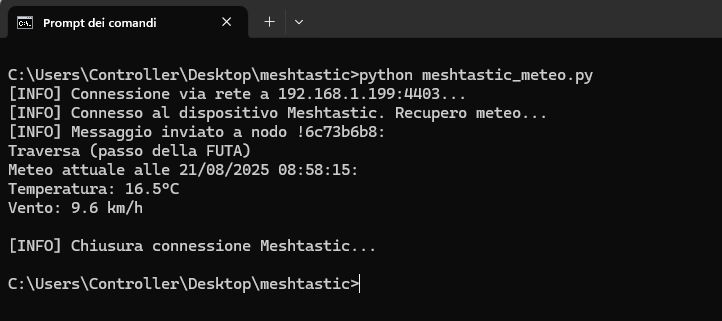 Prompt dei comandi
C:\Users\Controller\Desktop\meshtastic>python meshtastic_meteo.py
[INFO] Connessione via rete a 192.168.1.199:4403...
[INFO] Connesso al dispositivo Meshtastic. Recupero meteo...
[INFO] Messaggio inviato a nodo !6c73b6b8:
Traversa (passo della FUTA)
Meteo attuale alle 21/08/2025 08:58:15:
Temperatura: 16.5°C
Vento: 9.6 km/h
[INFO] Chiusura connessione Meshtastic...
C:\Users\Controller\Desktop\meshtastic>